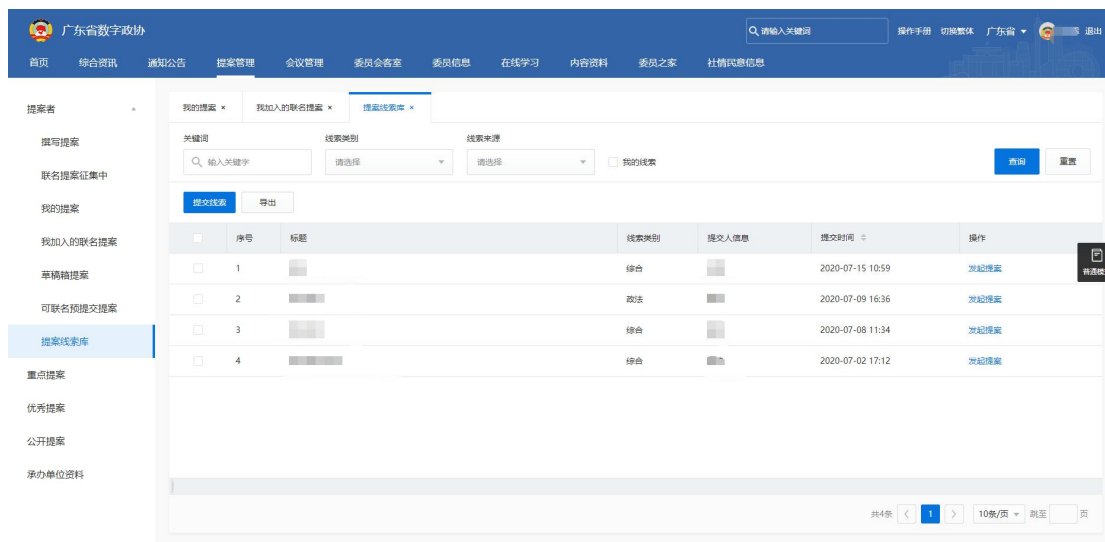 广东省数字政协
请输入关键词
操作手册 切换繁体 广东省 退出
首页 综合资讯 通知公告 提案管理 会议管理 委员会客室 委员信息 在线学习 内容资料 委员之家 社情民意信息
提案者
撰写提案
联名提案征集中
我的提案
我加入的联名提案
草稿箱提案
可联名预提交提案
提案线索库
重点提案
优秀提案
公开提案
承办单位资料
我的提案 × 我加入的联名提案 × 提案线索库 ×
关键词 线索类别 线索来源
输入关键字 请选择 请选择 我的线索 查询 重置
提交线索 导出
序号 标题 线索类别 提交人信息 提交时间 操作
1 综合 2020-07-15 10:59 发起提案
2 政法 2020-07-09 16:36 发起提案
3 综合 2020-07-08 11:34 发起提案
4 综合 2020-07-02 17:12 发起提案
共4条 < 1 > 10条/页 跳至 页
普通模